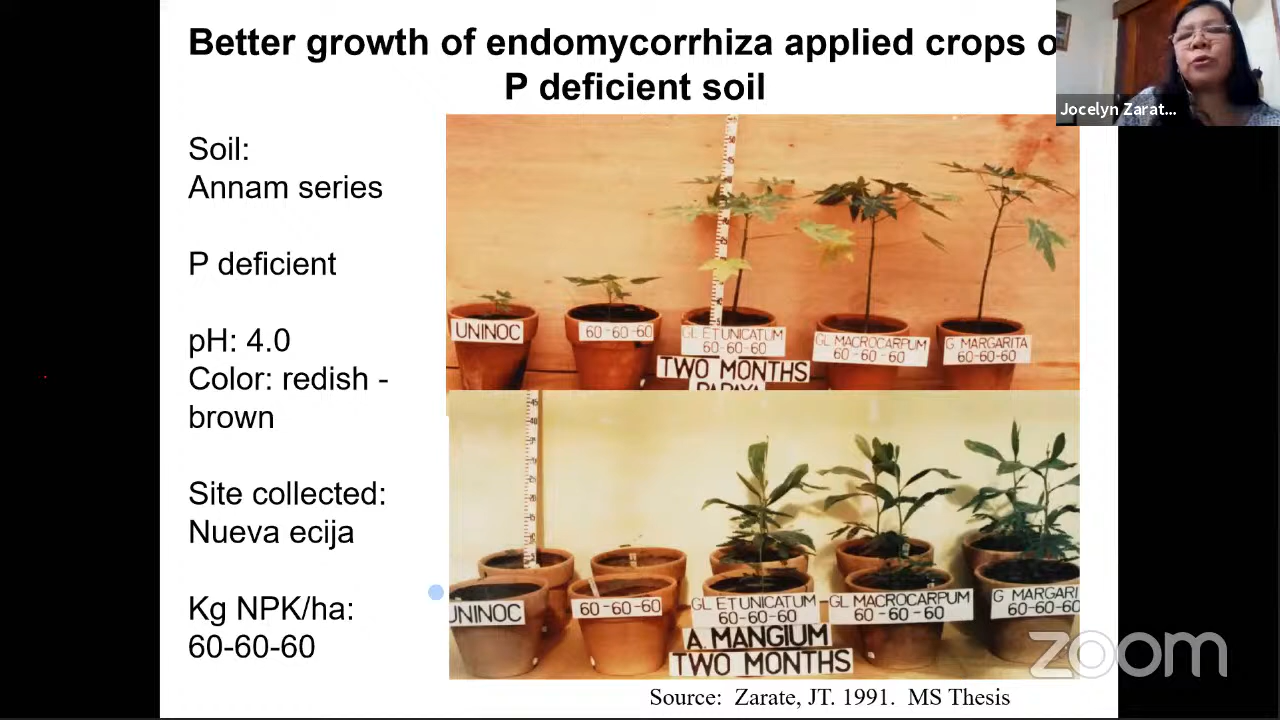 Better growth of endomycorrhiza applied crops o
P deficient soil
Jocelyn Zarat...
Soil:
Annam series
P deficient
pH: 4.0
Color: redish -
brown
Site collected:
Nueva ecija
Kg NPK/ha:
60-60-60
UNINOC
60-60-60
GL ETUNICATUM
60-60-60
GL MACROCARPUM
60-60-60
G. MARGARITA
60-60-60
TWO MONTHS
PAPAYA
UNINOC
60-60-60
GL ETUNICATUM
60-60-60
GL MACROCARPUM
60-60-60
G MARGARI
60-60-60
A. MANGIUM
TWO MONTHS
zoom
Source: Zarate, JT. 1991. MS Thesis